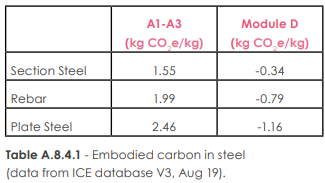 A1-A3 Module D
(kg CO2e/kg) (kg CO2e/kg)
Section Steel 1.55 -0.34
Rebar 1.99 -0.79
Plate Steel 2.46 -1.16
Table A.8.4.1 - Embodied carbon in steel
(data from ICE database V3, Aug 19).